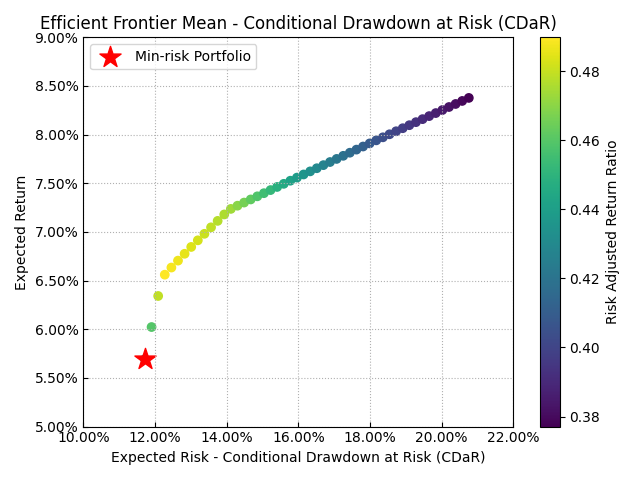 Efficient Frontier Mean - Conditional Drawdown at Risk (CDaR)
Min-risk Portfolio
9.00%
8.50%
8.00%
7.50%
7.00%
6.50%
6.00%
5.50%
5.00%
Expected Return
10.00% 12.00% 14.00% 16.00% 18.00% 20.00% 22.00%
Expected Risk - Conditional Drawdown at Risk (CDaR)
0.48
0.46
0.44
0.42
0.40
0.38
Risk Adjusted Return Ratio